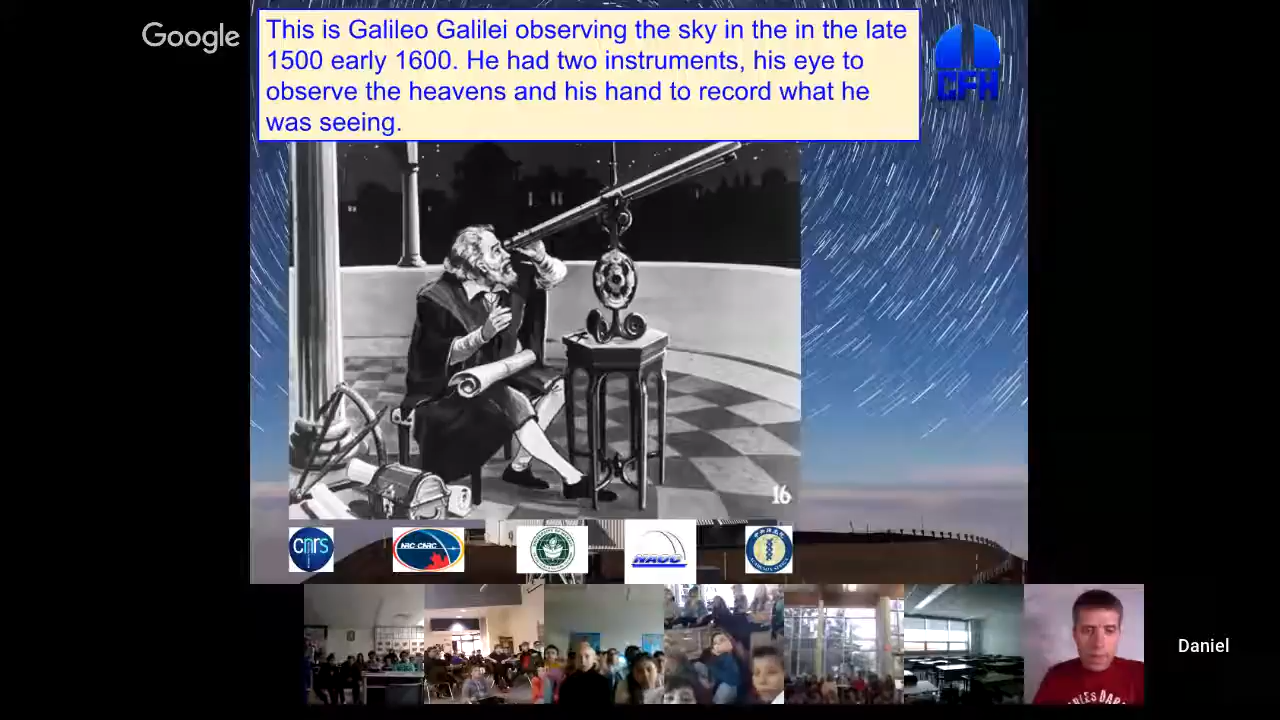 Google
This is Galileo Galilei observing the sky in the in the late
1500 early 1600. He had two instruments, his eye to
observe the heavens and his hand to record what he
was seeing.
CFH
16
cnrs
NRC·CNRC
NAOC
Daniel